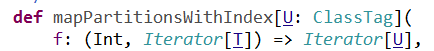 def mapPartitionsWithIndex[U: ClassTag](
f: (Int, Iterator[T]) => Iterator[U],